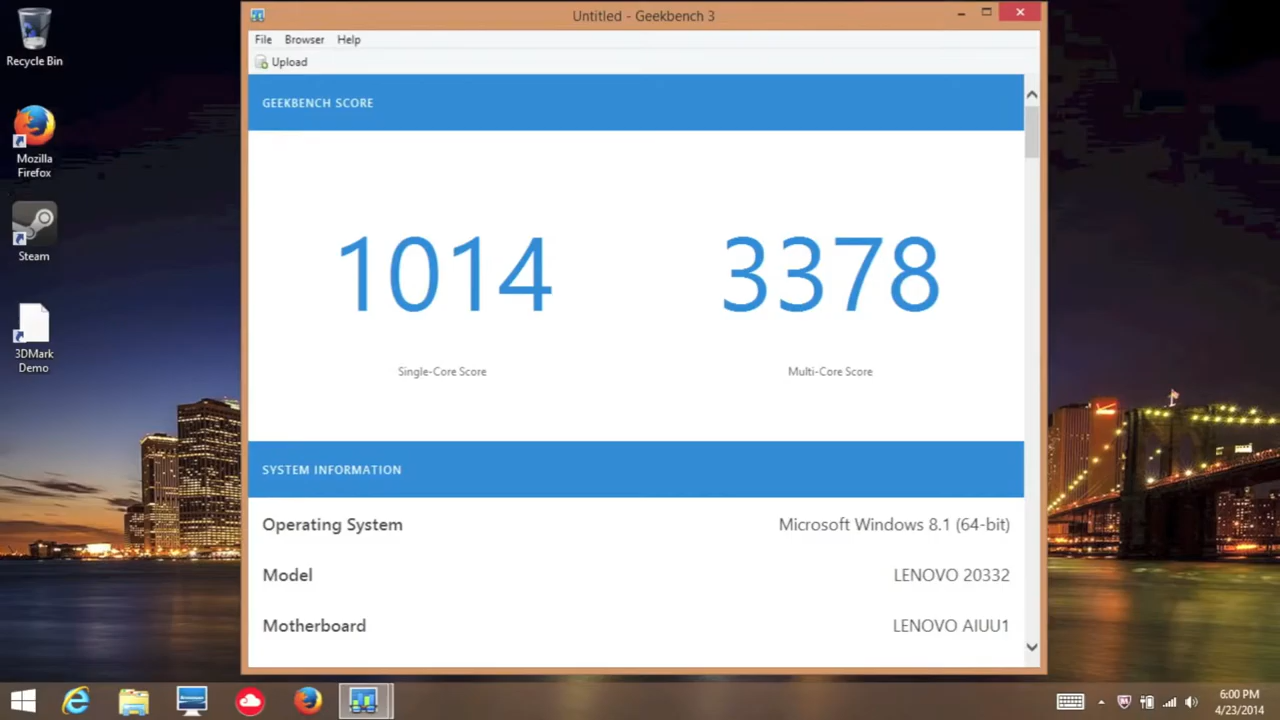 Untitled - Geekbench 3
File Browser Help
Upload
GEEKBENCH SCORE
1014 3378
Single-Core Score Multi-Core Score
SYSTEM INFORMATION
Operating System Microsoft Windows 8.1 (64-bit)
Model LENOVO 20332
Motherboard LENOVO AIUU1
Recycle Bin
Mozilla
Firefox
Steam
3DMark
Demo
6:00 PM
4/23/2014